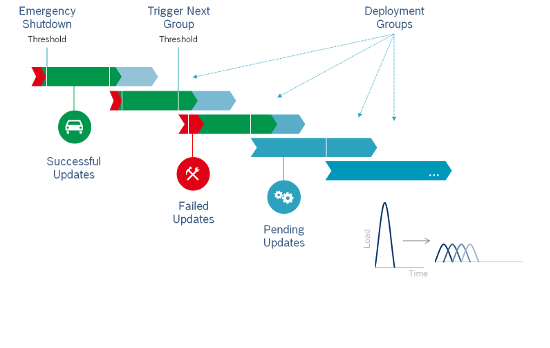 Emergency
Shutdown
Threshold
Trigger Next
Group
Threshold
Deployment
Groups
Successful
Updates
Failed
Updates
Pending
Updates
...
Load
Time